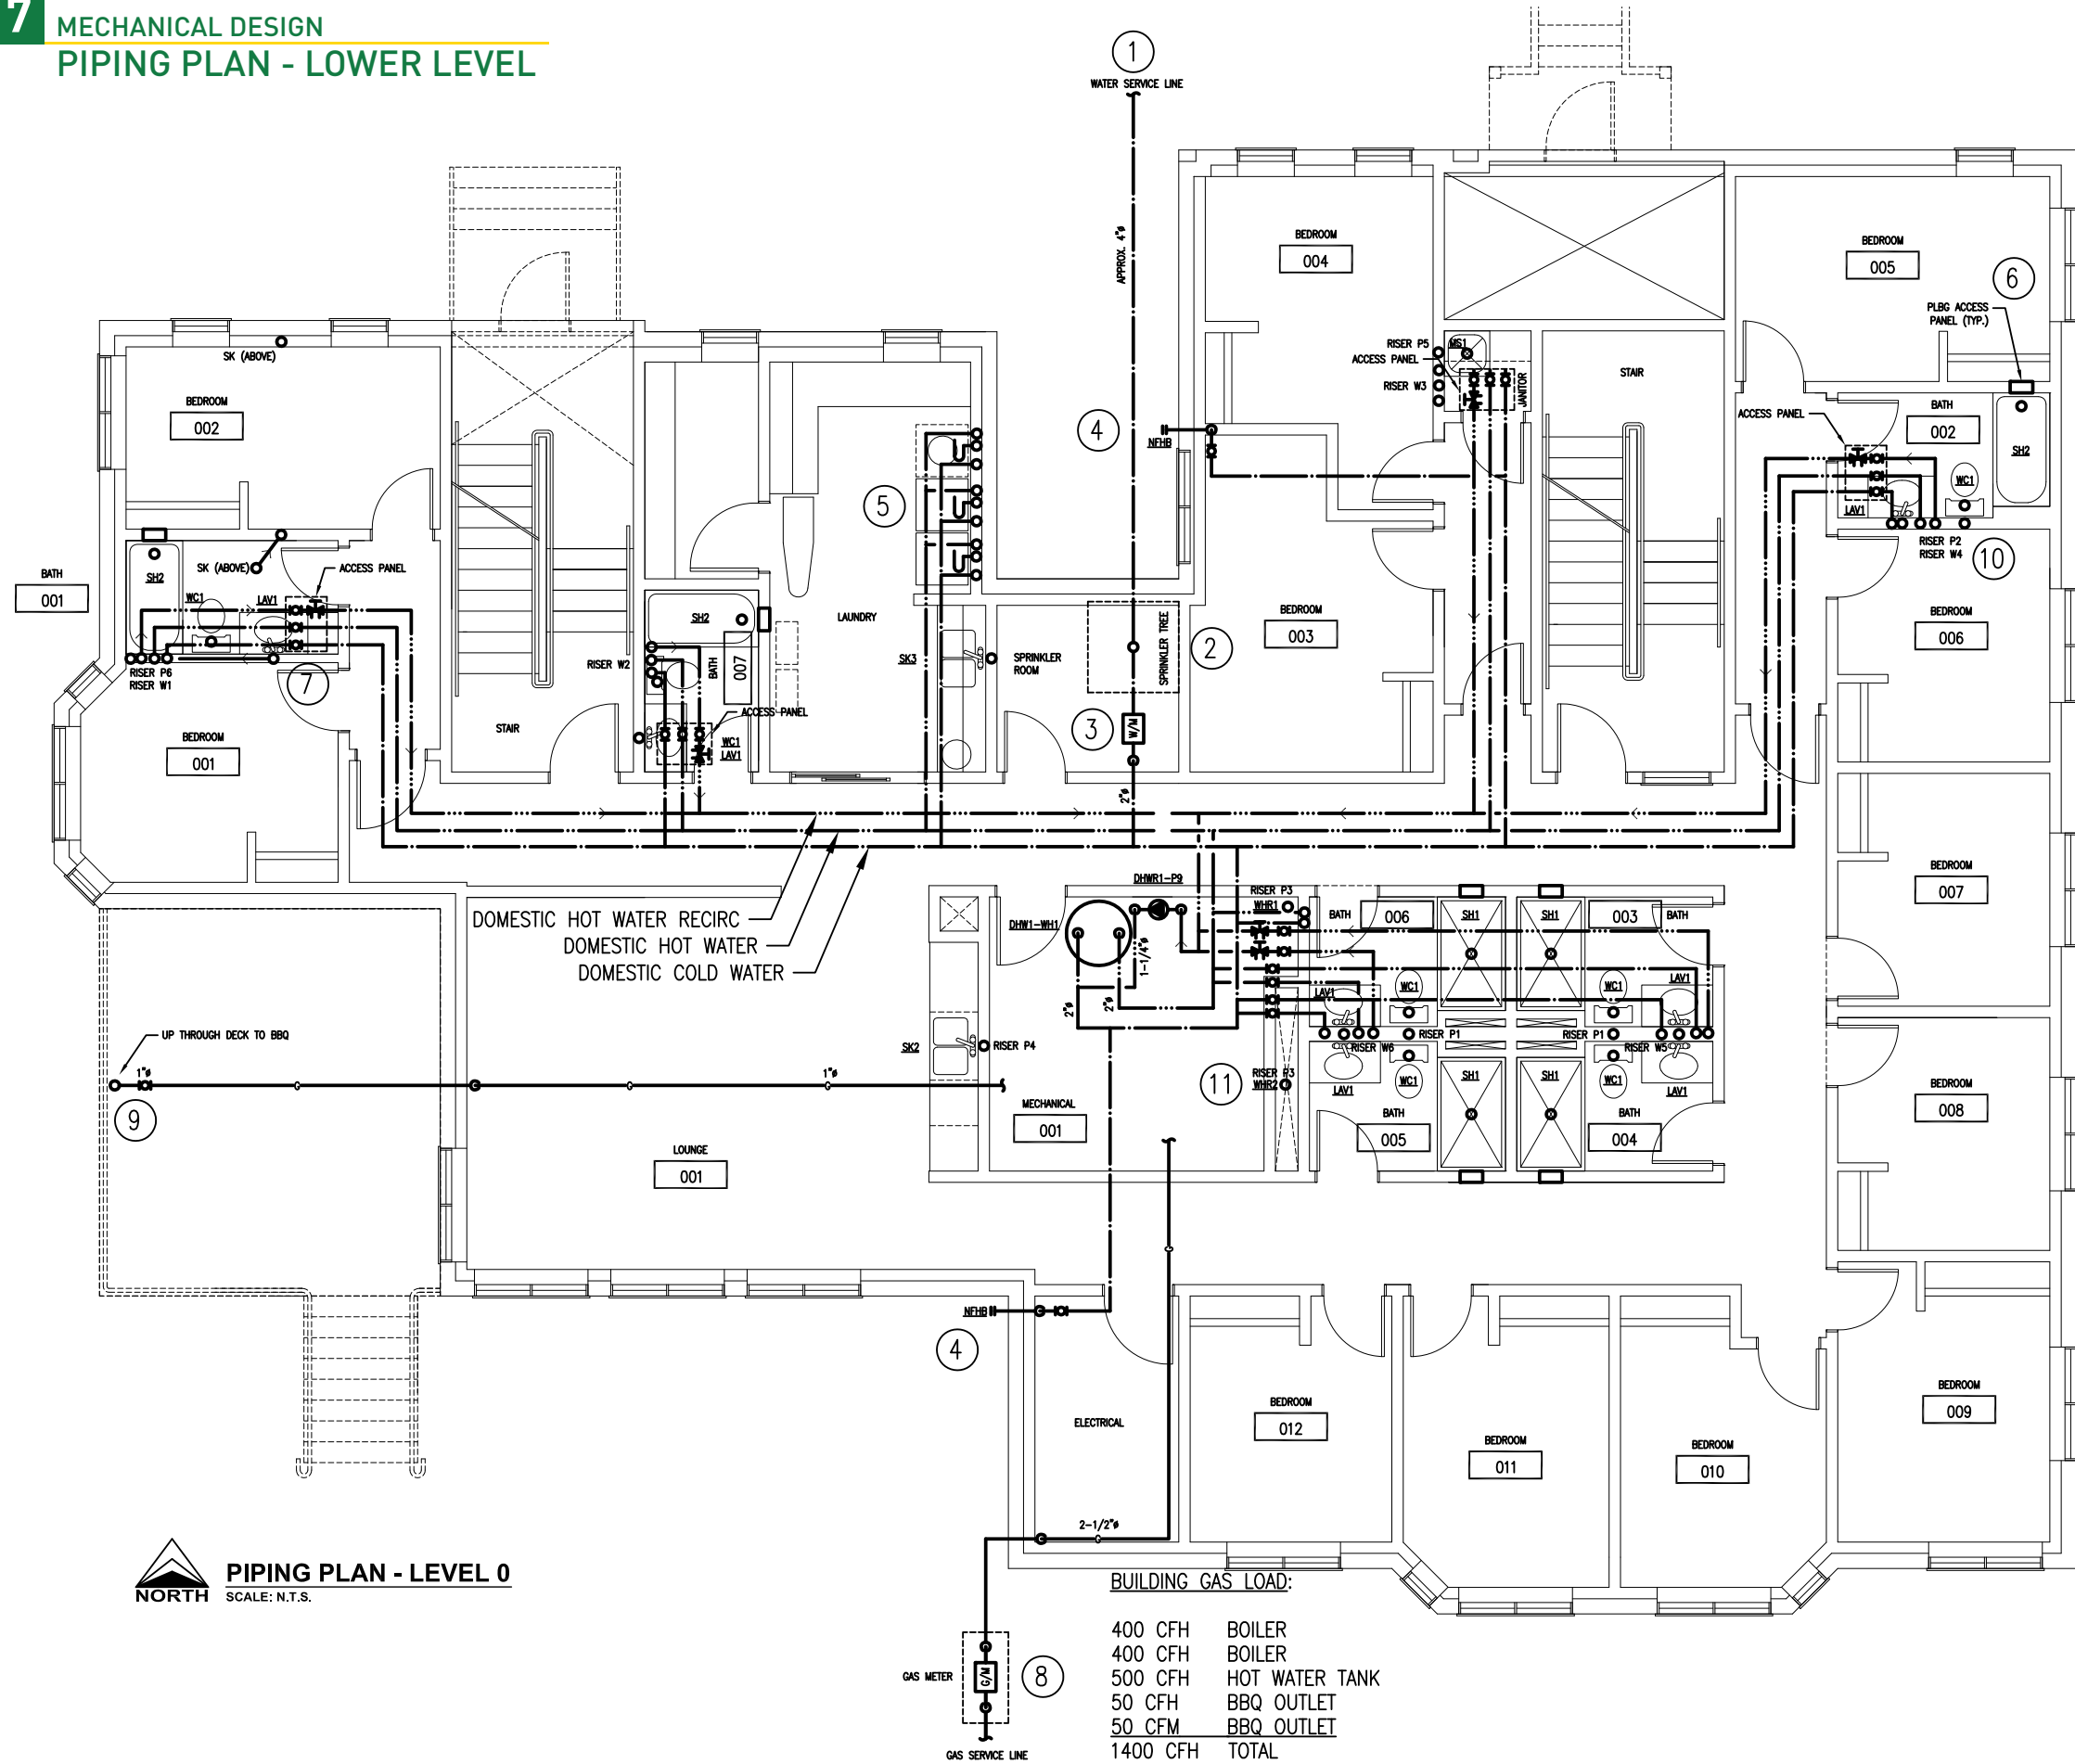 7
MECHANICAL DESIGN
PIPING PLAN - LOWER LEVEL
1
WATER SERVICE LINE
APPROX. 4"ø
BEDROOM
004
BEDROOM
005
6
PLBG ACCESS
PANEL (TYP.)
SK (ABOVE)
RISER P5
MS1
ACCESS PANEL
RISER W3
JANITOR
STAIR
BEDROOM
002
4
NFHB
ACCESS PANEL
BATH
002
SH2
WC1
LAV1
5
RISER P2
RISER W4
10
BATH
001
SH2
SK (ABOVE)
ACCESS PANEL
WC1
LAV1
RISER P6
RISER W1
7
SH2
RISER W2
BATH
007
ACCESS PANEL
WC1
LAV1
LAUNDRY
SK3
SPRINKLER
ROOM
SPRINKLER TREE
2
BEDROOM
003
BEDROOM
006
BEDROOM
001
STAIR
3
W/M
2"ø
BEDROOM
007
DOMESTIC HOT WATER RECIRC
DOMESTIC HOT WATER
DOMESTIC COLD WATER
DHWR1-P9
DHW1-WH1
1-1/4"ø
2"ø
2"ø
RISER P3
WHR1
BATH
006
SH1
SH1
003
BATH
LAV1
WC1
WC1
LAV1
RISER P1
RISER P1
RISER W6
RISER W5
UP THROUGH DECK TO BBQ
1"ø
9
1"ø
SK2
RISER P4
MECHANICAL
001
11
RISER P3
WHR2
LAV1
WC1
SH1
SH1
WC1
LAV1
BATH
005
BATH
004
BEDROOM
008
LOUNGE
001
NFHB
4
ELECTRICAL
BEDROOM
012
BEDROOM
011
BEDROOM
010
BEDROOM
009
2-1/2"ø
NORTH
PIPING PLAN - LEVEL 0
SCALE: N.T.S.
GAS METER
G/M
8
GAS SERVICE LINE
BUILDING GAS LOAD:
400 CFH BOILER
400 CFH BOILER
500 CFH HOT WATER TANK
50 CFH BBQ OUTLET
50 CFM BBQ OUTLET
1400 CFH TOTAL